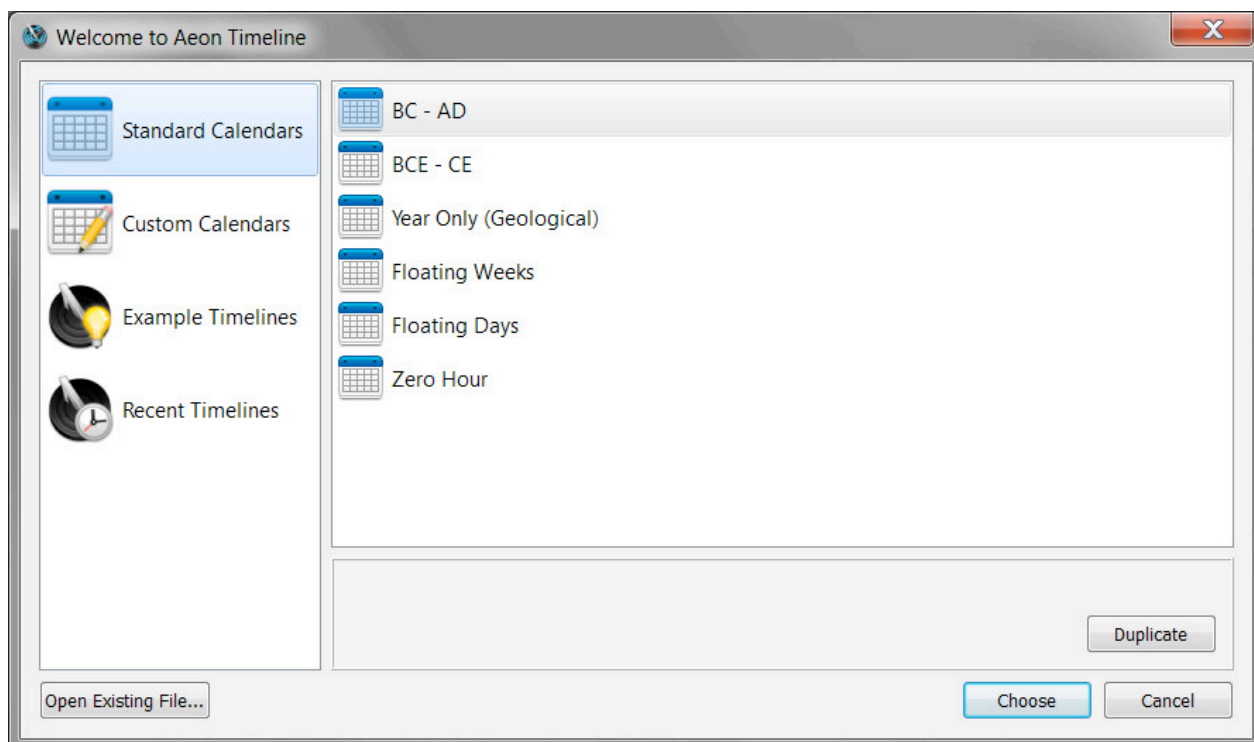 Welcome to Aeon Timeline
Standard Calendars
Custom Calendars
Example Timelines
Recent Timelines
BC - AD
BCE - CE
Year Only (Geological)
Floating Weeks
Floating Days
Zero Hour
Duplicate
Open Existing File...
Choose
Cancel